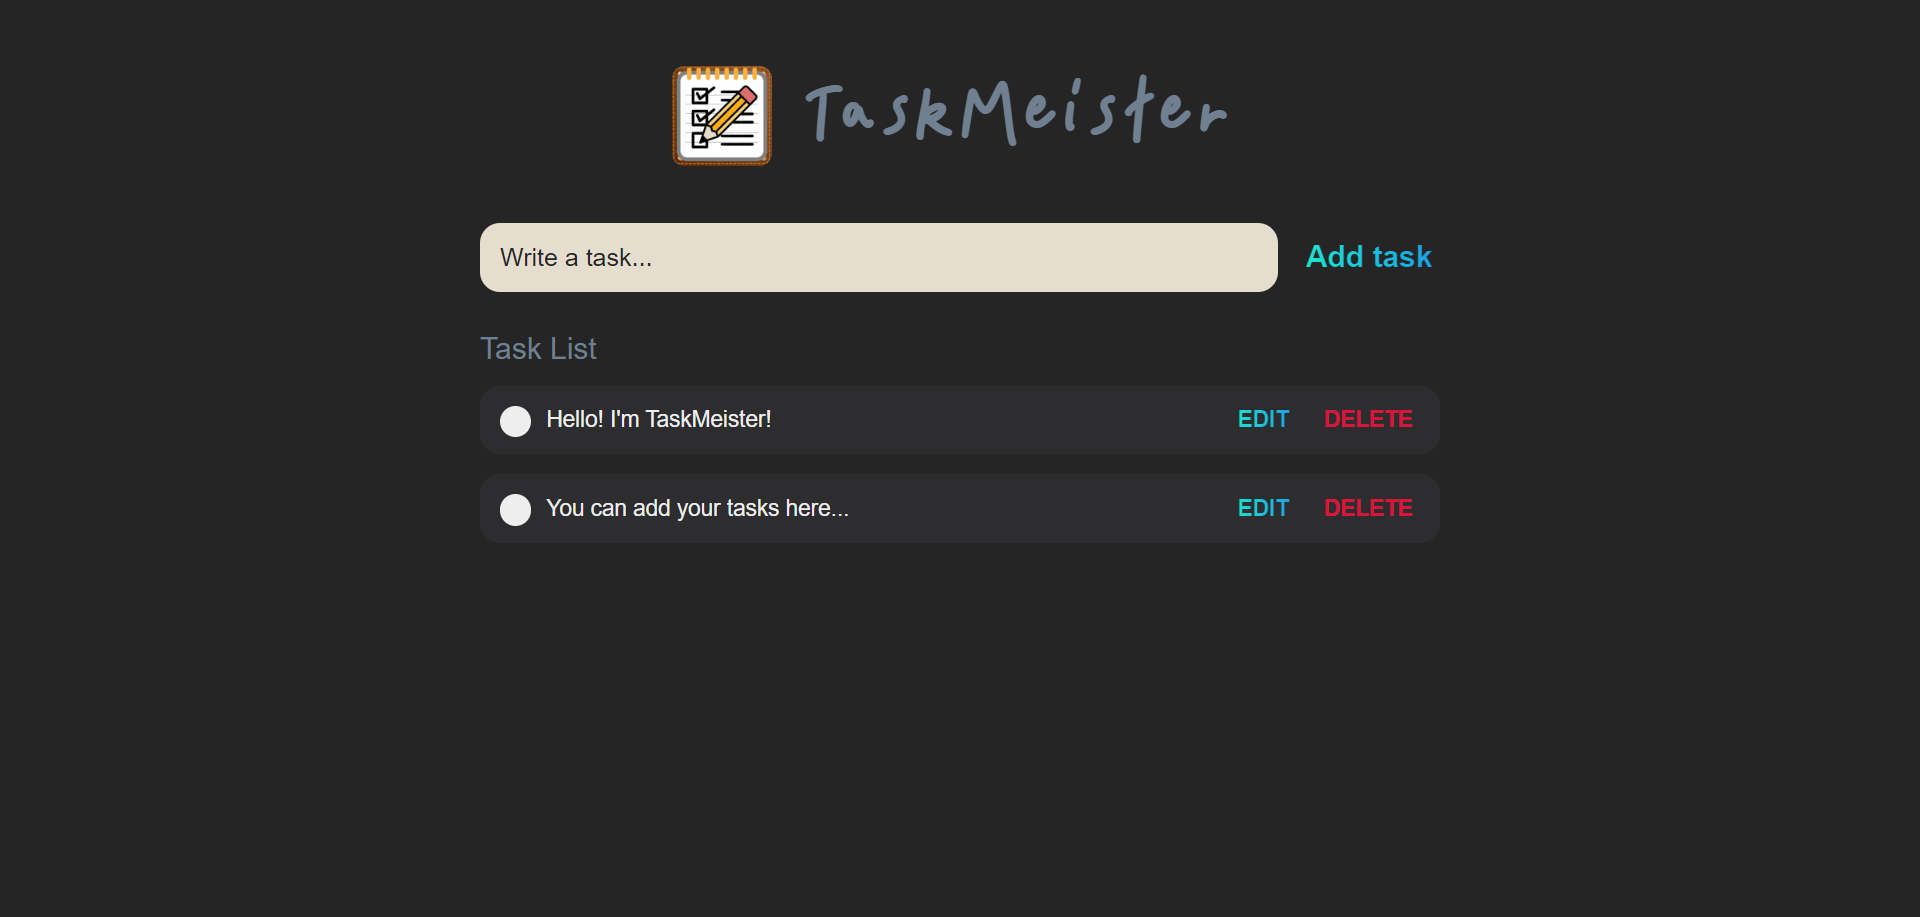 TaskMeister
Write a task...
Add task
Task List
Hello! I'm TaskMeister!
EDIT
DELETE
You can add your tasks here...
EDIT
DELETE